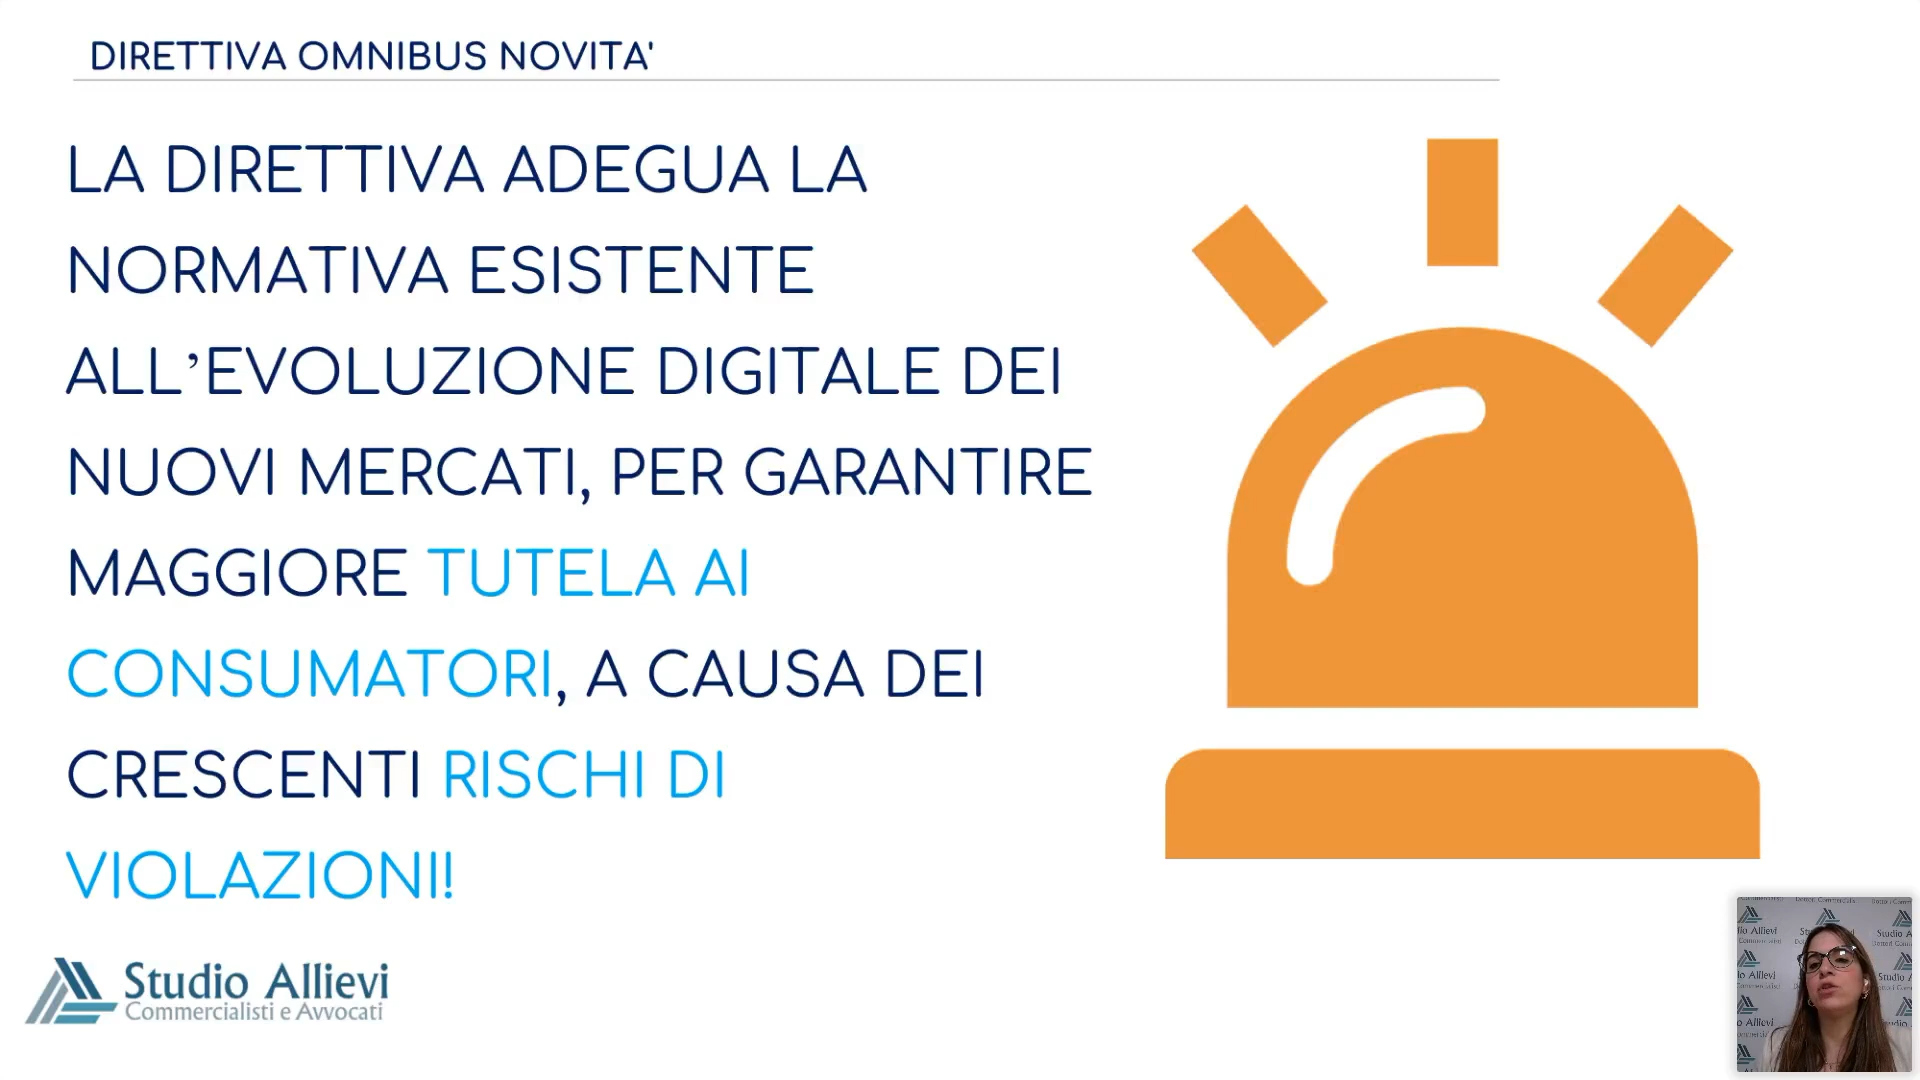 DIRETTIVA OMNIBUS NOVITA'
LA DIRETTIVA ADEGUA LA
NORMATIVA ESISTENTE
ALL’EVOLUZIONE DIGITALE DEI
NUOVI MERCATI, PER GARANTIRE
MAGGIORE TUTELA AI
CONSUMATORI, A CAUSA DEI
CRESCENTI RISCHI DI
VIOLAZIONI!
Studio Allievi
Commercialisti e Avvocati